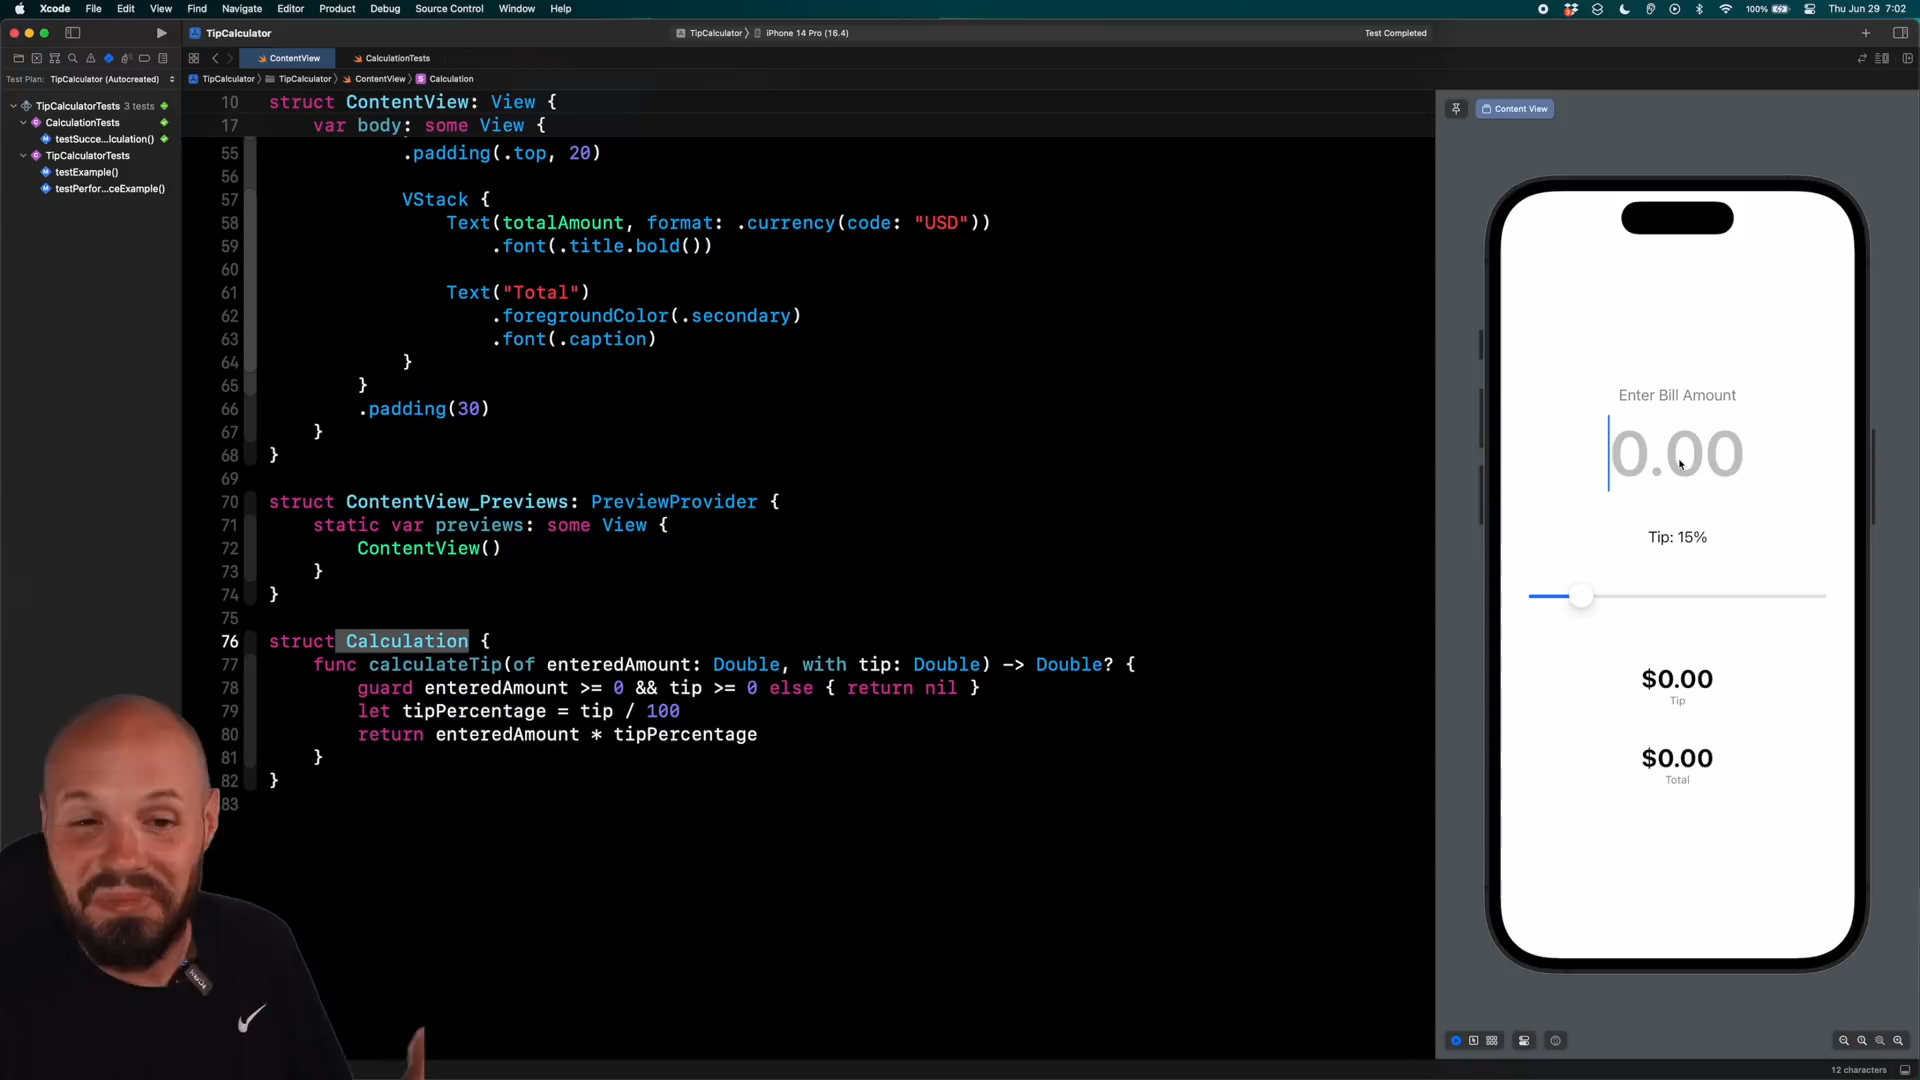 Xcode File Edit View Find Navigate Editor Product Debug Source Control Window Help
100% Thu Jun 29 7:02
TipCalculator
TipCalculator 〉 iPhone 14 Pro (16.4)
Test Completed
ContentView
CalculationTests
Test Plan: TipCalculator (Autocreated)
TipCalculator 〉 TipCalculator 〉 ContentView 〉 Calculation
TipCalculatorTests 3 tests
CalculationTests
testSucce...lculation()
TipCalculatorTests
testExample()
testPerfor...ceExample()
10 struct ContentView: View {
17 var body: some View {
55 .padding(.top, 20)
56
57 VStack {
58 Text(totalAmount, format: .currency(code: "USD"))
59 .font(.title.bold())
60
61 Text("Total")
62 .foregroundColor(.secondary)
63 .font(.caption)
64 }
65 }
66 .padding(30)
67 }
68 }
69
70 struct ContentView_Previews: PreviewProvider {
71 static var previews: some View {
72 ContentView()
73 }
74 }
75
76 struct Calculation {
77 func calculateTip(of enteredAmount: Double, with tip: Double) -> Double? {
78 guard enteredAmount >= 0 && tip >= 0 else { return nil }
79 let tipPercentage = tip / 100
80 return enteredAmount * tipPercentage
81 }
82 }
83
Content View
Enter Bill Amount
0.00
Tip: 15%
$0.00
Tip
$0.00
Total
12 characters